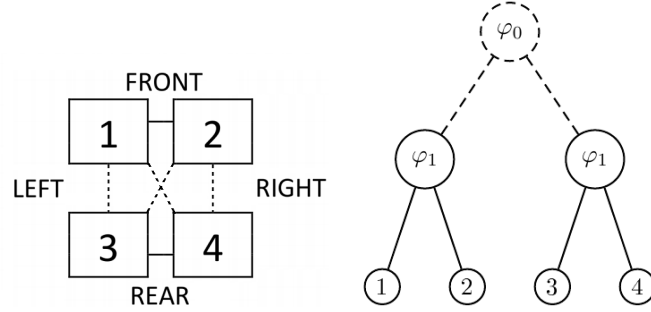 FRONT
1 2
LEFT RIGHT
3 4
REAR
φ₀
φ₁ φ₁
1 2 3 4